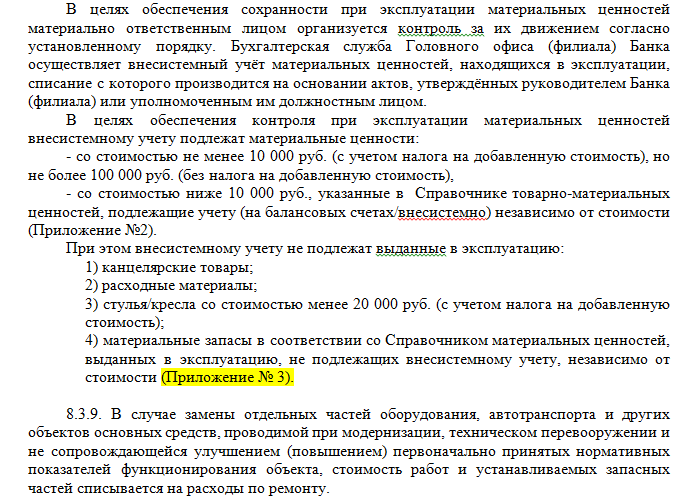 В целях обеспечения сохранности при эксплуатации материальных ценностей
материально ответственным лицом организуется контроль за их движением согласно
установленному порядку. Бухгалтерская служба Головного офиса (филиала) Банка
осуществляет внесистемный учёт материальных ценностей, находящихся в эксплуатации,
списание с которого производится на основании актов, утверждённых руководителем Банка
(филиала) или уполномоченным им должностным лицом.
В целях обеспечения контроля при эксплуатации материальных ценностей
внесистемному учету подлежат материальные ценности:
- со стоимостью не менее 10 000 руб. (с учетом налога на добавленную стоимость), но
не более 100 000 руб. (без налога на добавленную стоимость),
- со стоимостью ниже 10 000 руб., указанные в Справочнике товарно-материальных
ценностей, подлежащие учету (на балансовых счетах/внесистемно) независимо от стоимости
(Приложение №2).
При этом внесистемному учету не подлежат выданные в эксплуатацию:
1) канцелярские товары;
2) расходные материалы;
3) стулья/кресла со стоимостью менее 20 000 руб. (с учетом налога на добавленную
стоимость);
4) материальные запасы в соответствии со Справочником материальных ценностей,
выданных в эксплуатацию, не подлежащих внесистемному учету, независимо от
стоимости (Приложение № 3).
8.3.9. В случае замены отдельных частей оборудования, автотранспорта и других
объектов основных средств, проводимой при модернизации, техническом перевооружении и
не сопровождающейся улучшением (повышением) первоначально принятых нормативных
показателей функционирования объекта, стоимость работ и устанавливаемых запасных
частей списывается на расходы по ремонту.